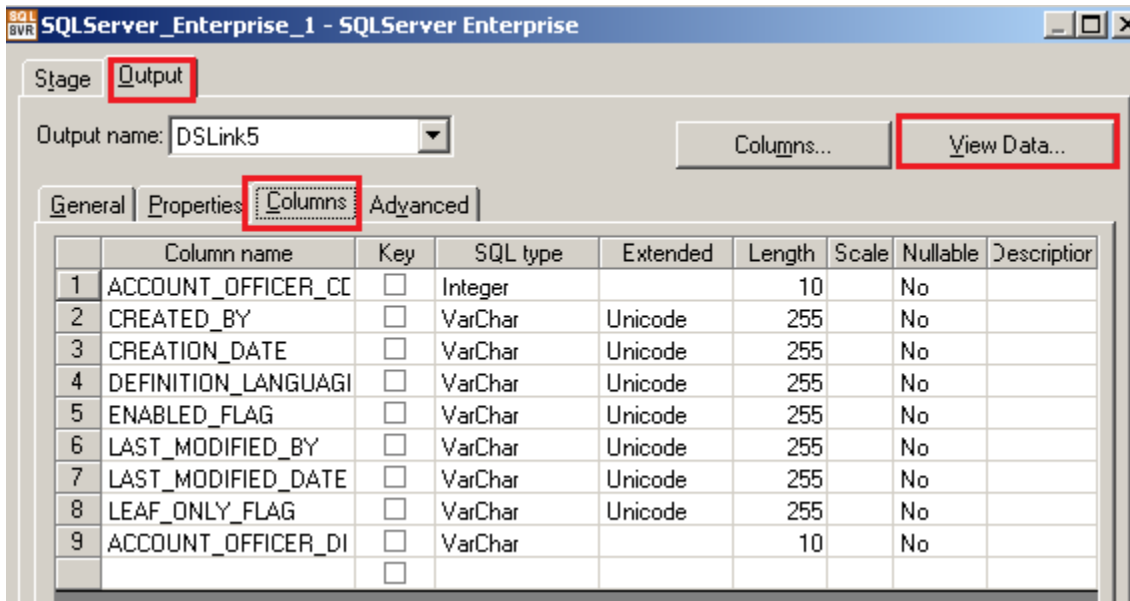 SQL SVR SQLServer_Enterprise_1 - SQLServer Enterprise
Stage Output
Output name: DSLink5 Columns... View Data...
General Properties Columns Advanced
Column name Key SQL type Extended Length Scale Nullable Description
1 ACCOUNT_OFFICER_CD Integer 10 No
2 CREATED_BY VarChar Unicode 255 No
3 CREATION_DATE VarChar Unicode 255 No
4 DEFINITION_LANGUAGI VarChar Unicode 255 No
5 ENABLED_FLAG VarChar Unicode 255 No
6 LAST_MODIFIED_BY VarChar Unicode 255 No
7 LAST_MODIFIED_DATE VarChar Unicode 255 No
8 LEAF_ONLY_FLAG VarChar Unicode 255 No
9 ACCOUNT_OFFICER_DI VarChar 10 No